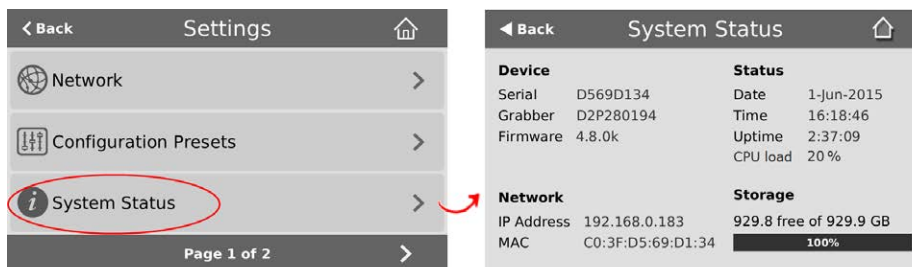 Back Settings
Network
Configuration Presets
i System Status
Page 1 of 2
Back System Status
Device
Serial D569D134
Grabber D2P280194
Firmware 4.8.0k
Status
Date 1-Jun-2015
Time 16:18:46
Uptime 2:37:09
CPU load 20 %
Network
IP Address 192.168.0.183
MAC C0:3F:D5:69:D1:34
Storage
929.8 free of 929.9 GB
100%